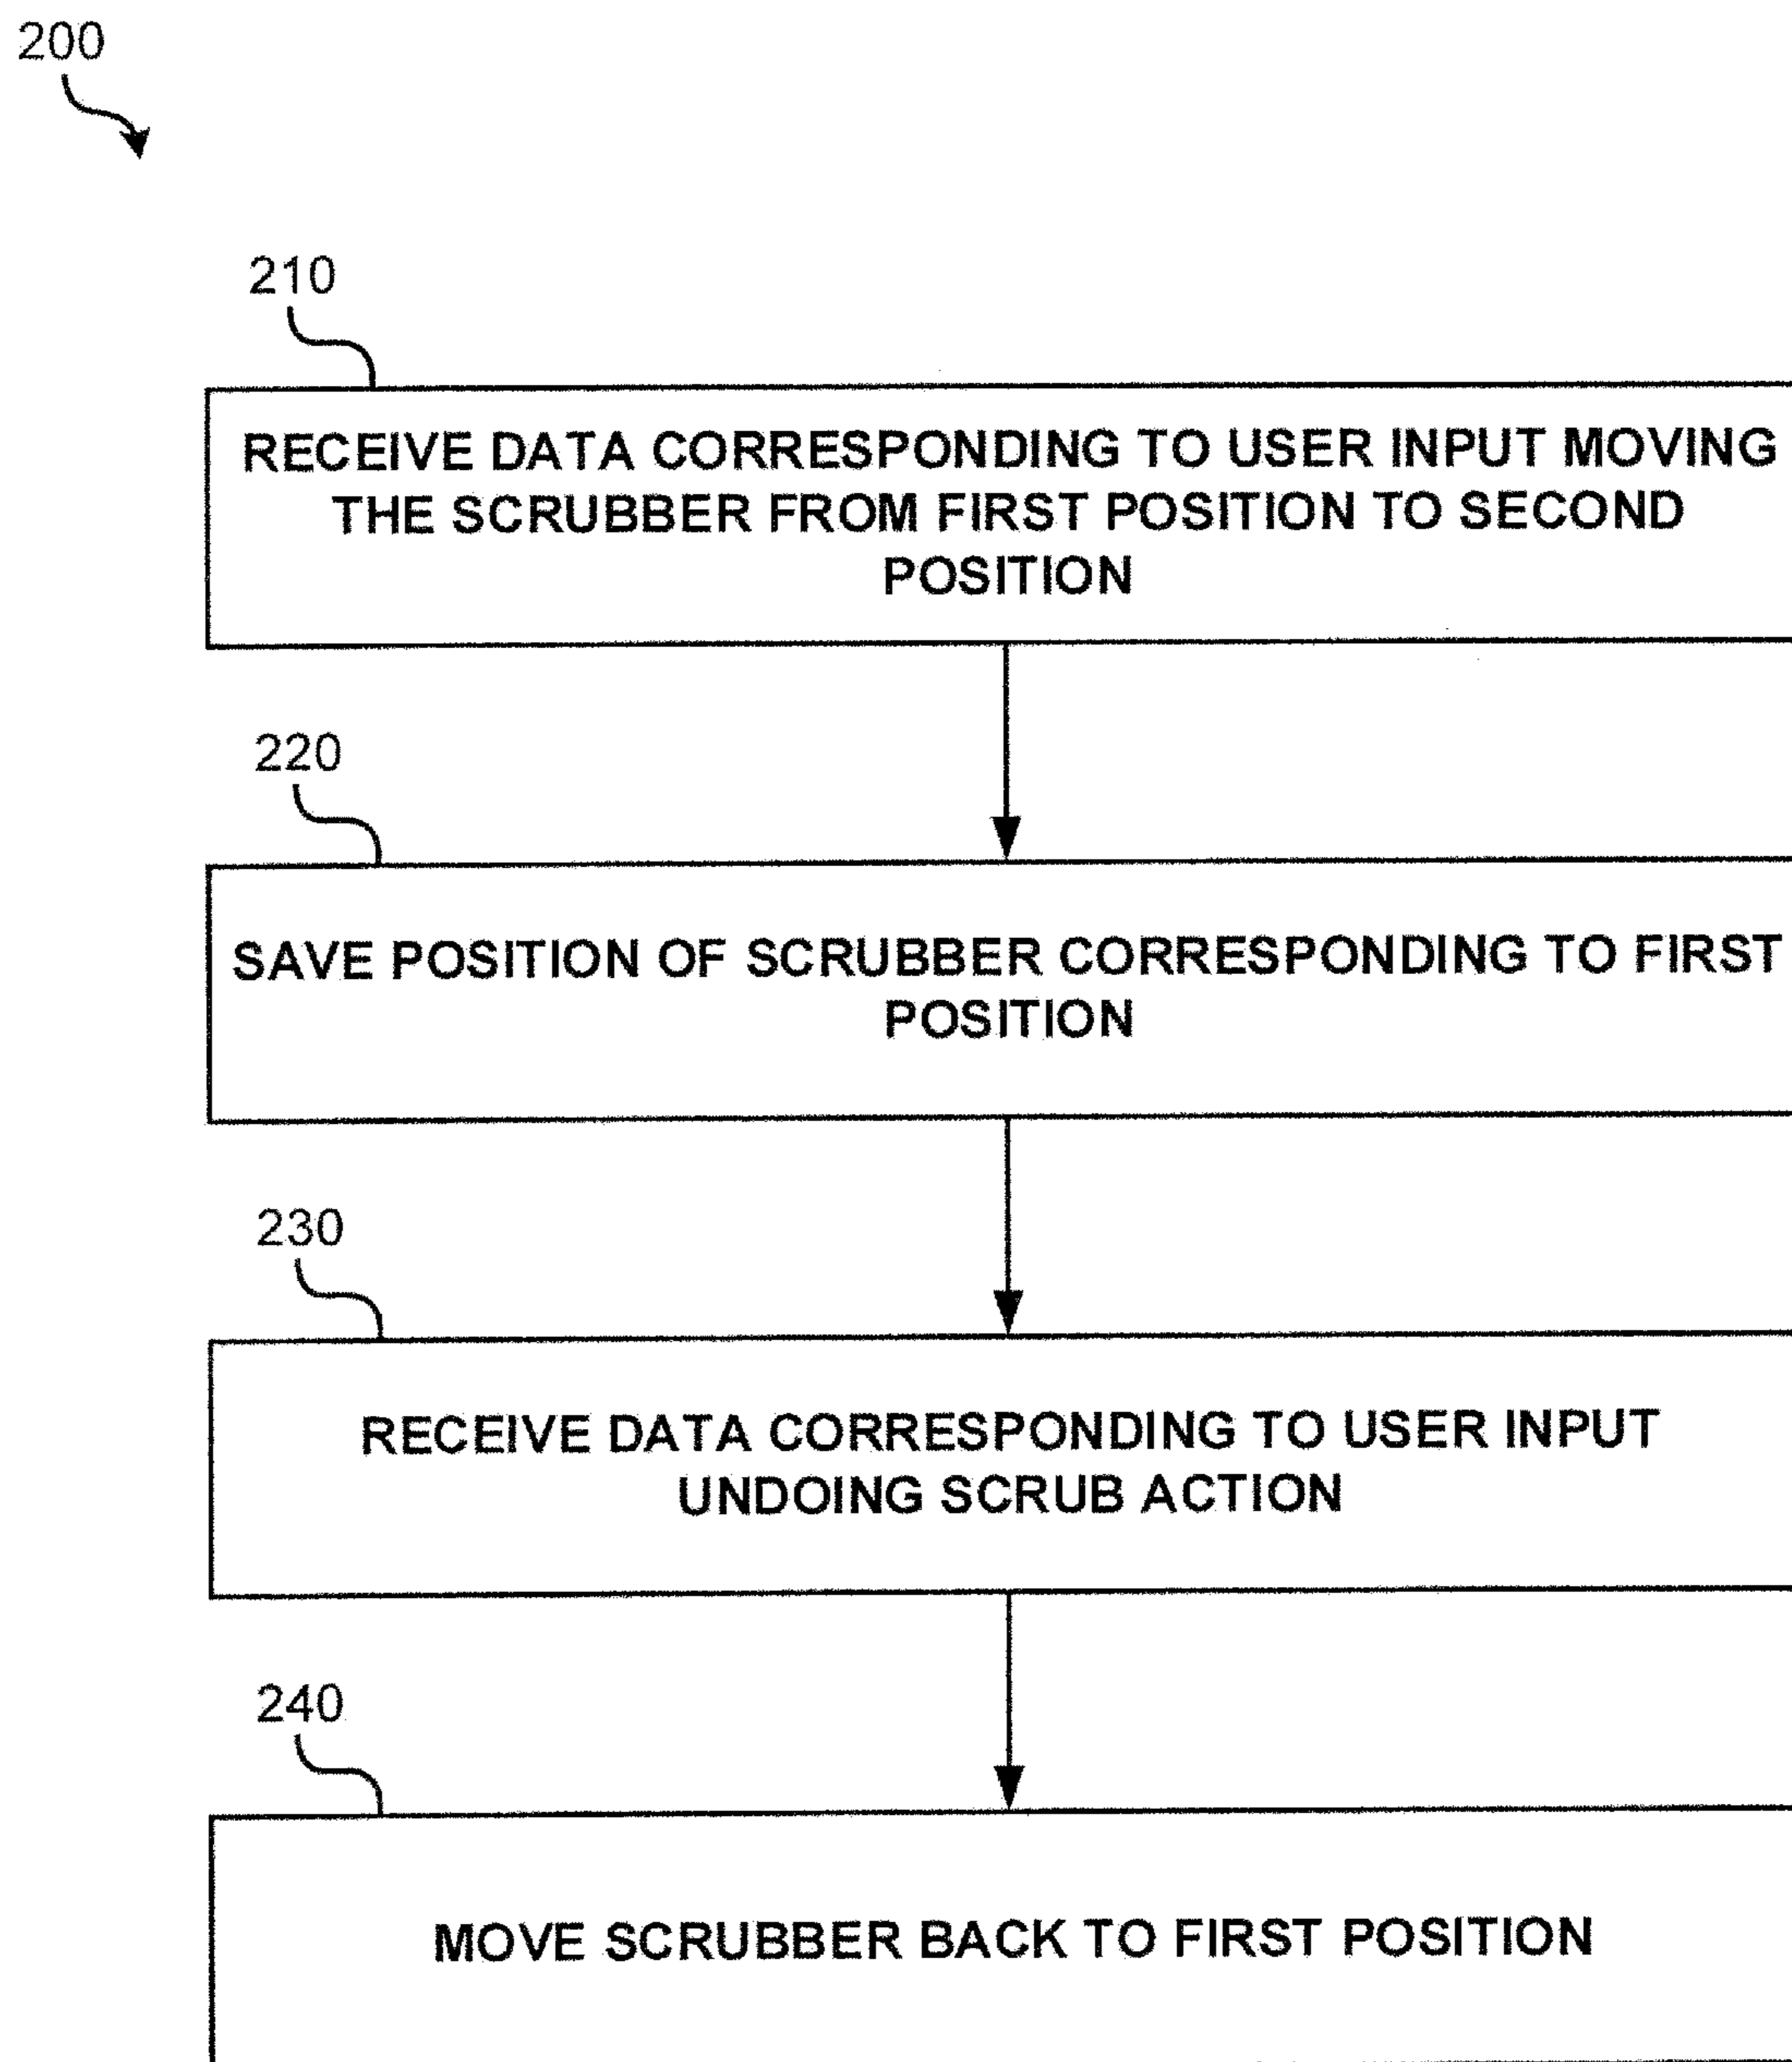 200
210
RECEIVE DATA CORRESPONDING TO USER INPUT MOVING
THE SCRUBBER FROM FIRST POSITION TO SECOND
POSITION
220
SAVE POSITION OF SCRUBBER CORRESPONDING TO FIRST
POSITION
230
RECEIVE DATA CORRESPONDING TO USER INPUT
UNDOING SCRUB ACTION
240
MOVE SCRUBBER BACK TO FIRST POSITION